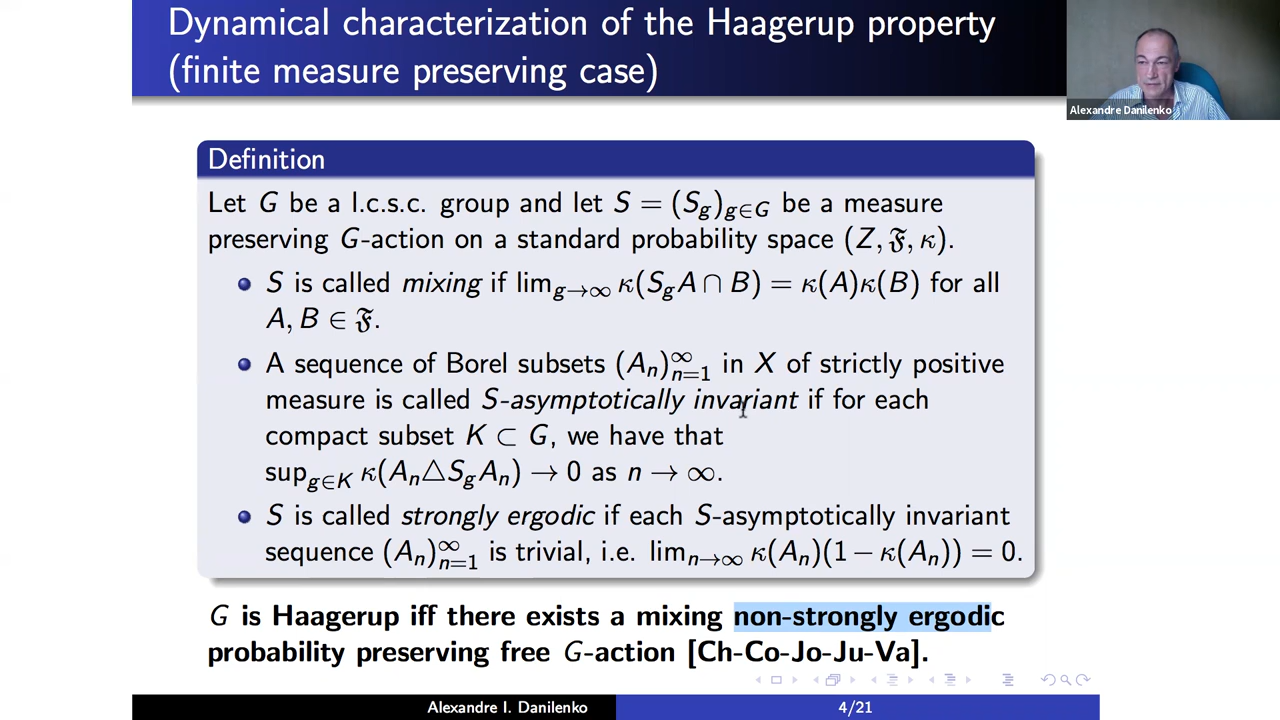 Dynamical characterization of the Haagerup property
(finite measure preserving case)
Alexandre Danilenko
Definition
Let G be a l.c.s.c. group and let S = (S_g)_{g∈G} be a measure
preserving G-action on a standard probability space (Z, 𝔉, κ).
S is called mixing if lim_{g→∞} κ(S_gA ∩ B) = κ(A)κ(B) for all
A, B ∈ 𝔉.
A sequence of Borel subsets (A_n)_{n=1}^∞ in X of strictly positive
measure is called S-asymptotically invariant if for each
compact subset K ⊂ G, we have that
sup_{g∈K} κ(A_n△S_gA_n) → 0 as n → ∞.
S is called strongly ergodic if each S-asymptotically invariant
sequence (A_n)_{n=1}^∞ is trivial, i.e. lim_{n→∞} κ(A_n)(1 − κ(A_n)) = 0.
G is Haagerup iff there exists a mixing non-strongly ergodic
probability preserving free G-action [Ch-Co-Jo-Ju-Va].
Alexandre I. Danilenko
4/21